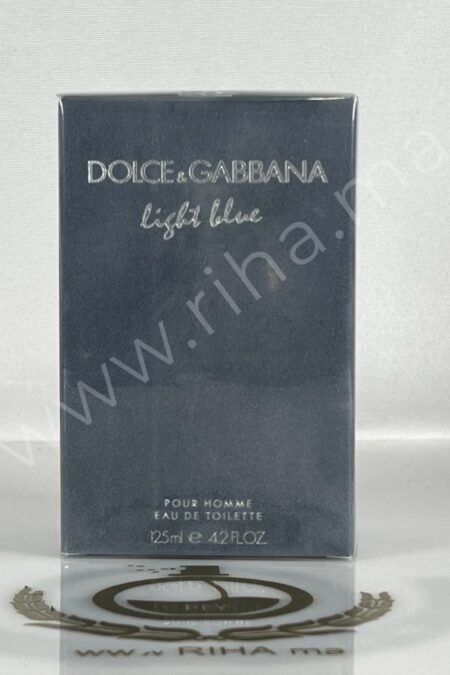 DOLCE & GABBANA
light blue
www.riha.ma
POUR HOMME
EAU DE TOILETTE
125ml e 4.2 FL.OZ.
www RIHA ma